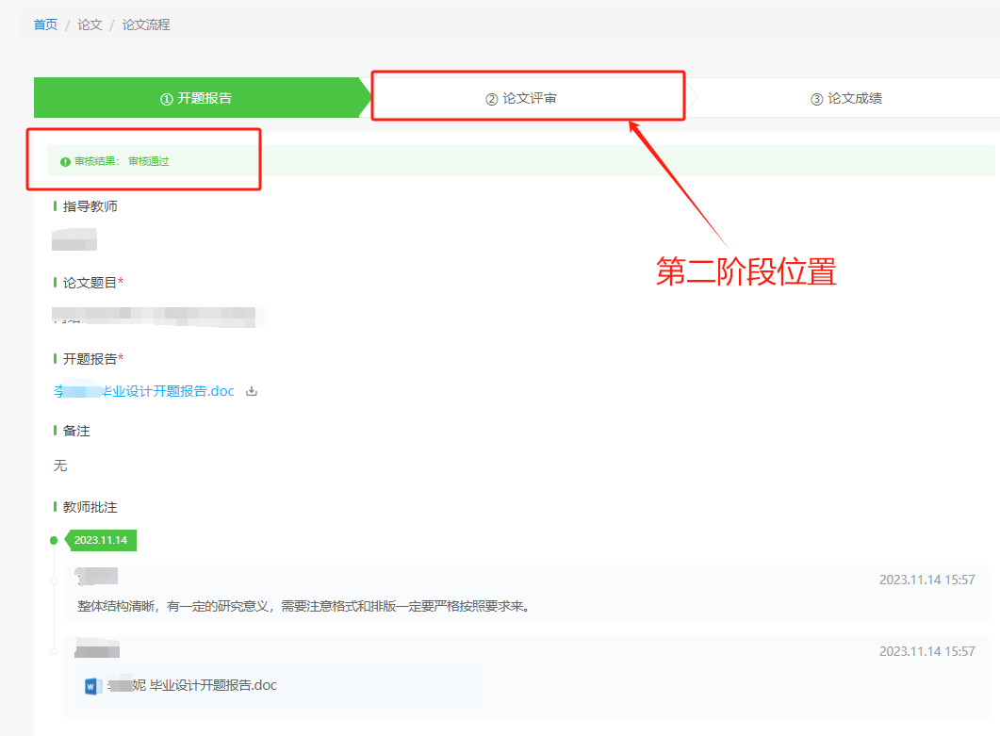 首页 / 论文 / 论文流程
① 开题报告
② 论文评审
③ 论文成绩
审核结果: 审核通过
指导教师
第二阶段位置
论文题目*
开题报告*
李 毕业设计开题报告.doc
备注
无
教师批注
2023.11.14
2023.11.14 15:57
整体结构清晰，有一定的研究意义，需要注意格式和排版一定要严格按照要求来。
2023.11.14 15:57
妮 毕业设计开题报告.doc